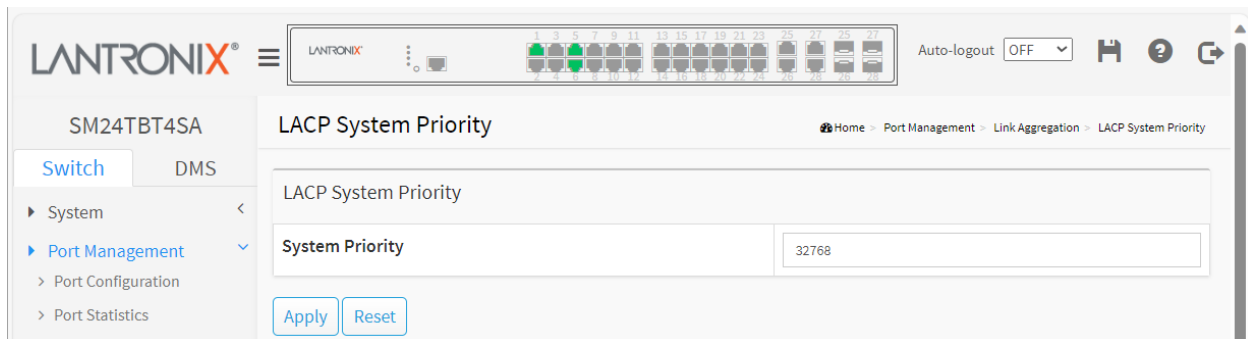 LANTRONIX®
LANTRONIX
1 3 5 7 9 11 13 15 17 19 21 23 25 27 25 27
2 4 6 8 10 12 14 16 18 20 22 24 26 28 26 28
Auto-logout OFF
SM24TBT4SA
LACP System Priority
Home > Port Management > Link Aggregation > LACP System Priority
Switch DMS
LACP System Priority
System
System Priority 32768
Port Management
> Port Configuration
> Port Statistics
Apply Reset